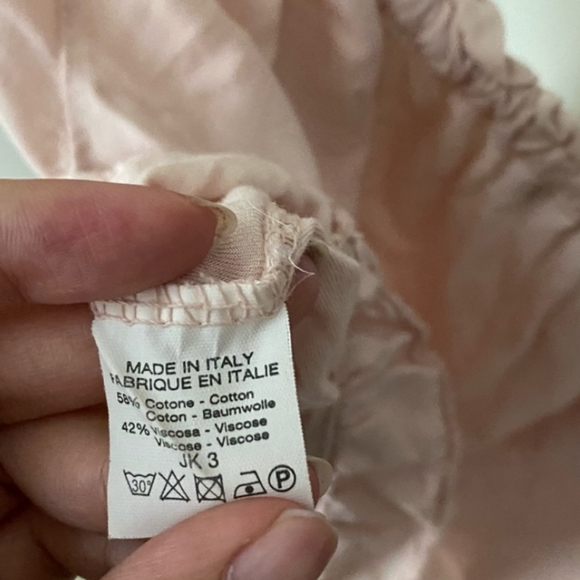 MADE IN ITALY
FABRIQUE EN ITALIE
58% Cotone - Cotton
Coton - Baumwolle
42% Viscosa - Viscose
Viscose - Viscose
JK 3
30° P